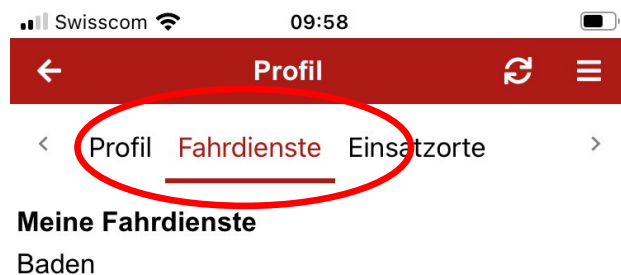 Swisscom 09:58
Profil
Profil Fahrdienste Einsatzorte
Meine Fahrdienste
Baden